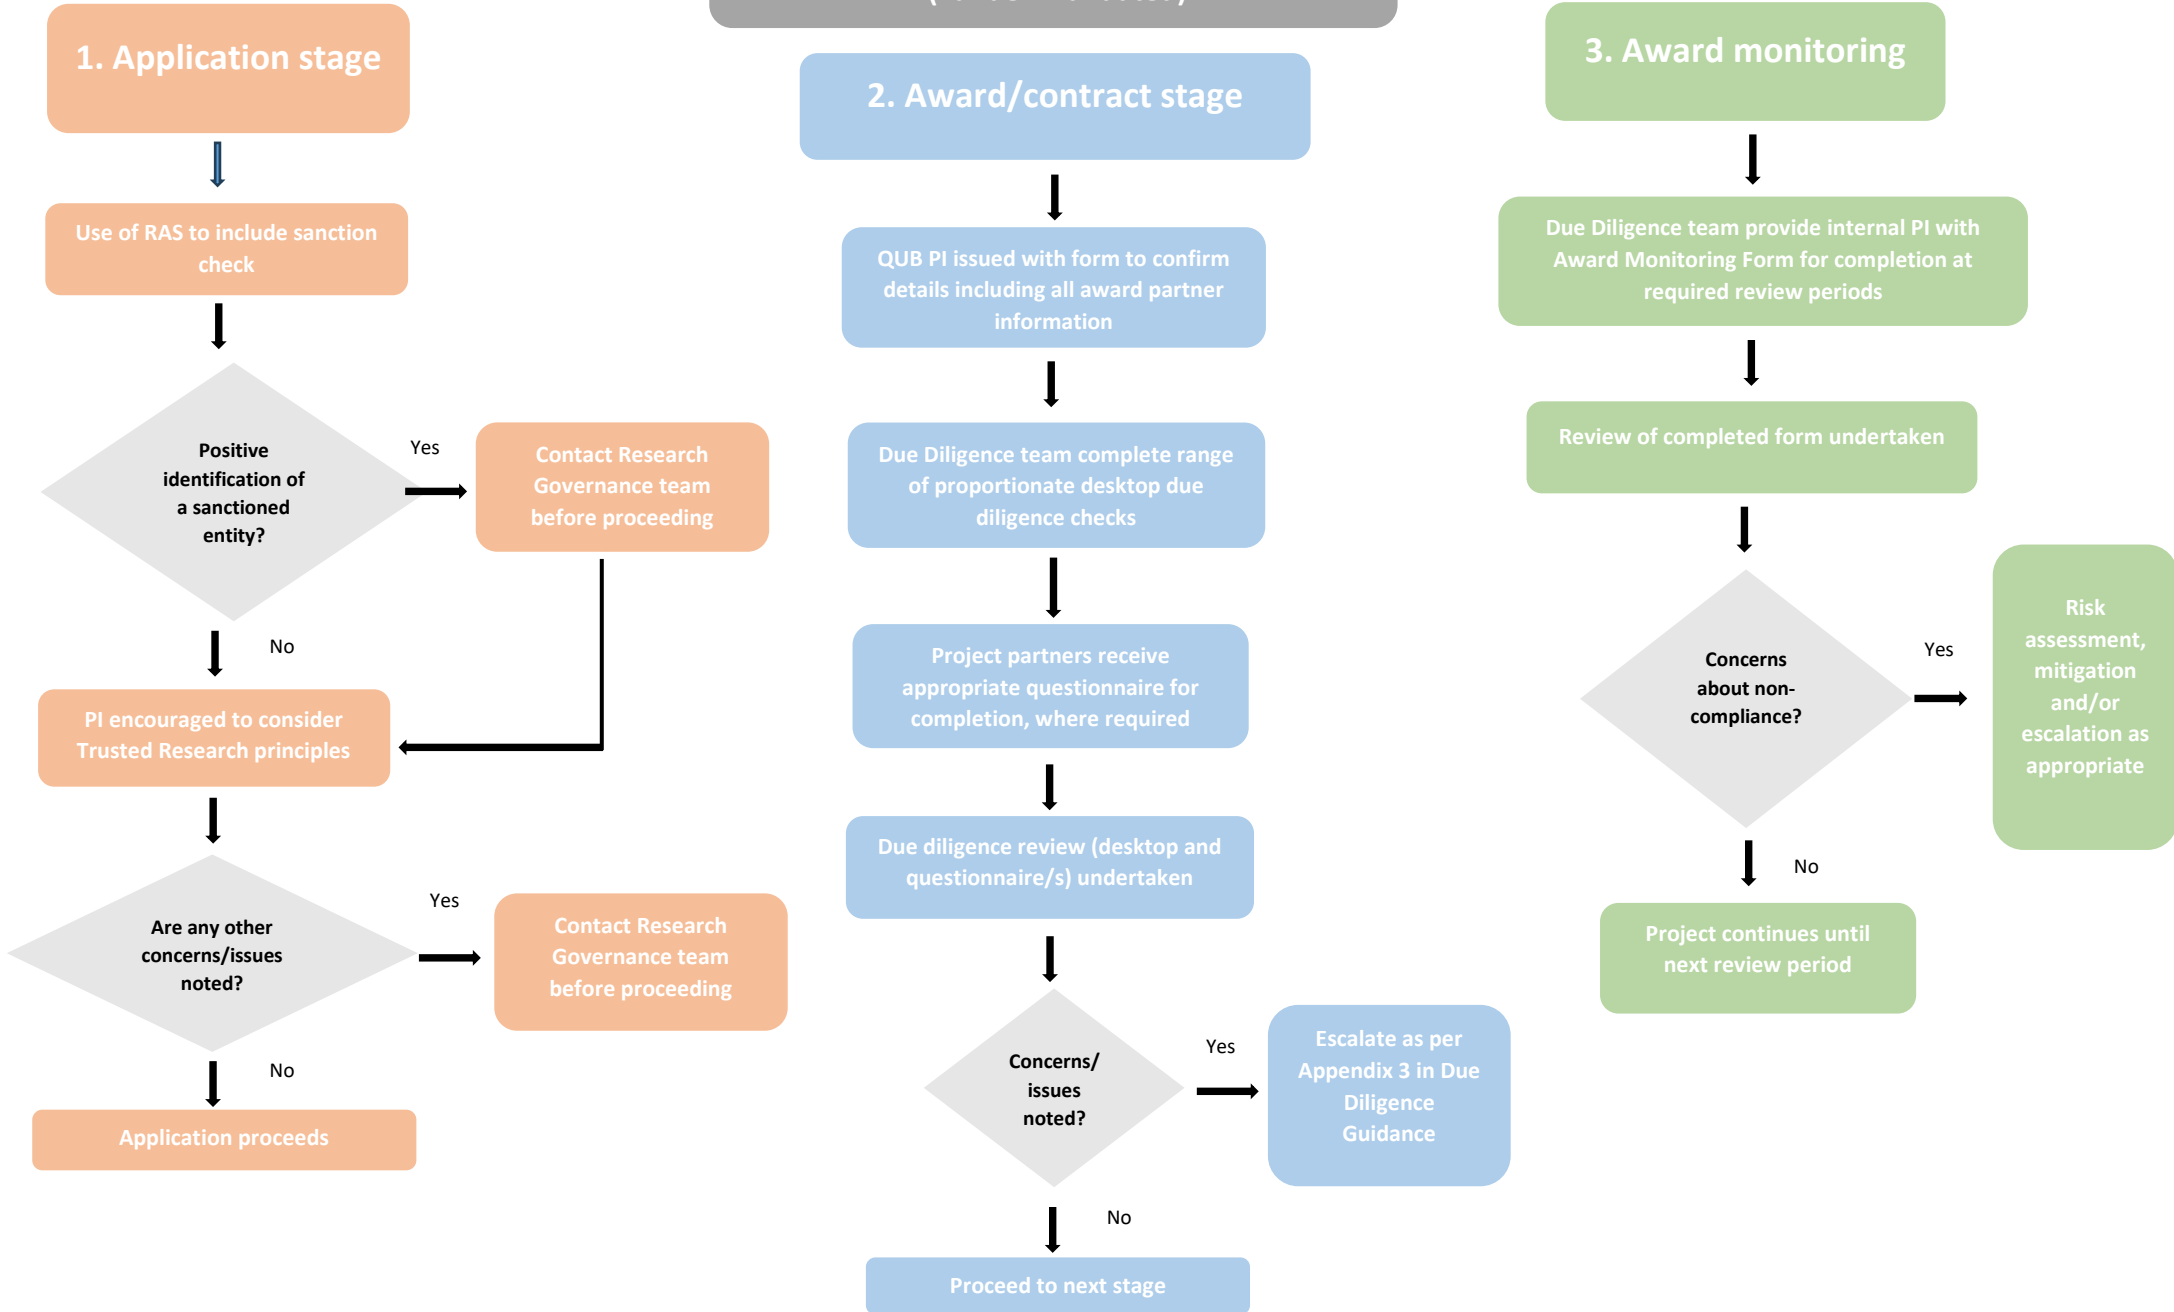 1. Application stage
Use of RAS to include sanction
check
Positive
identification of
a sanctioned
entity?
Yes
Contact Research
Governance team
before proceeding
No
PI encouraged to consider
Trusted Research principles
Are any other
concerns/issues
noted?
Yes
Contact Research
Governance team
before proceeding
No
Application proceeds
2. Award/contract stage
QUB PI issued with form to confirm
details including all award partner
information
Due Diligence team complete range
of proportionate desktop due
diligence checks
Project partners receive
appropriate questionnaire for
completion, where required
Due diligence review (desktop and
questionnaire/s) undertaken
Concerns/
issues
noted?
Yes
Escalate as per
Appendix 3 in Due
Diligence
Guidance
No
Proceed to next stage
3. Award monitoring
Due Diligence team provide internal PI with
Award Monitoring Form for completion at
required review periods
Review of completed form undertaken
Concerns
about non-
compliance?
Yes
Risk
assessment,
mitigation
and/or
escalation as
appropriate
No
Project continues until
next review period